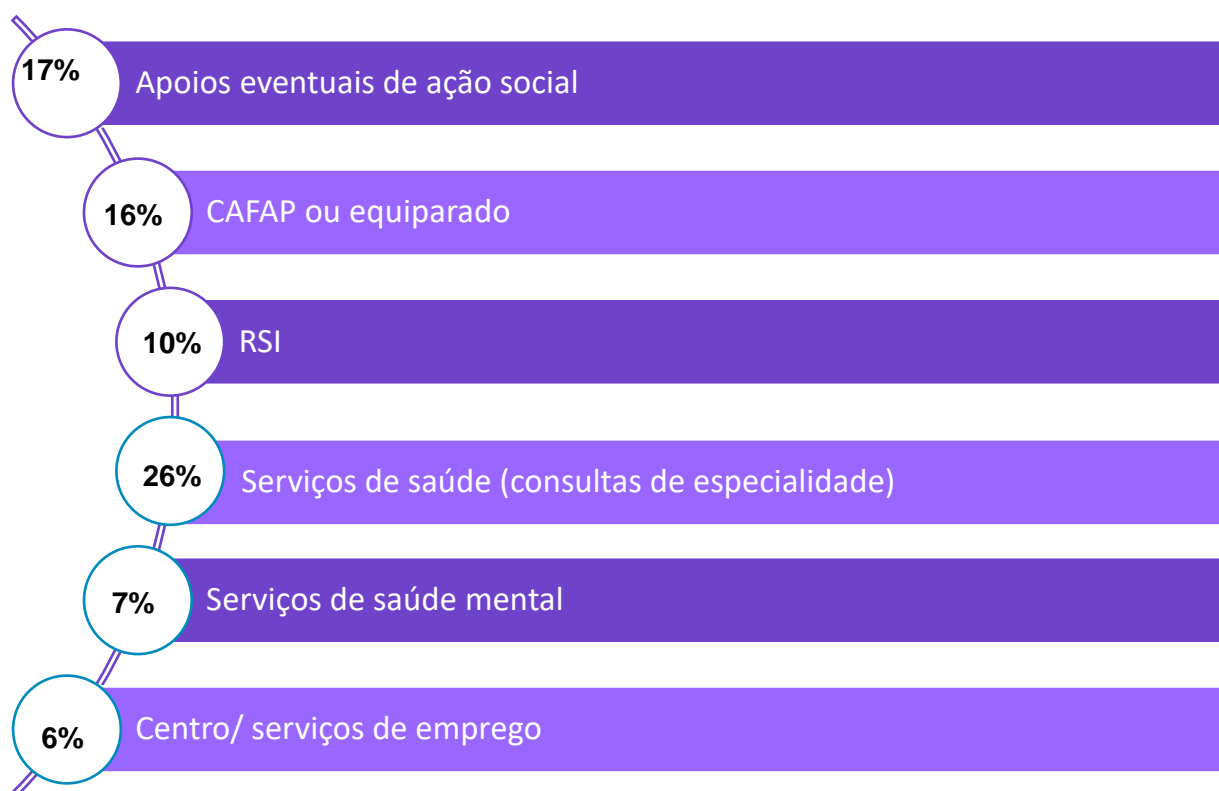 17% Apoios eventuais de ação social
16% CAFAP ou equiparado
10% RSI
26% Serviços de saúde (consultas de especialidade)
7% Serviços de saúde mental
6% Centro/ serviços de emprego